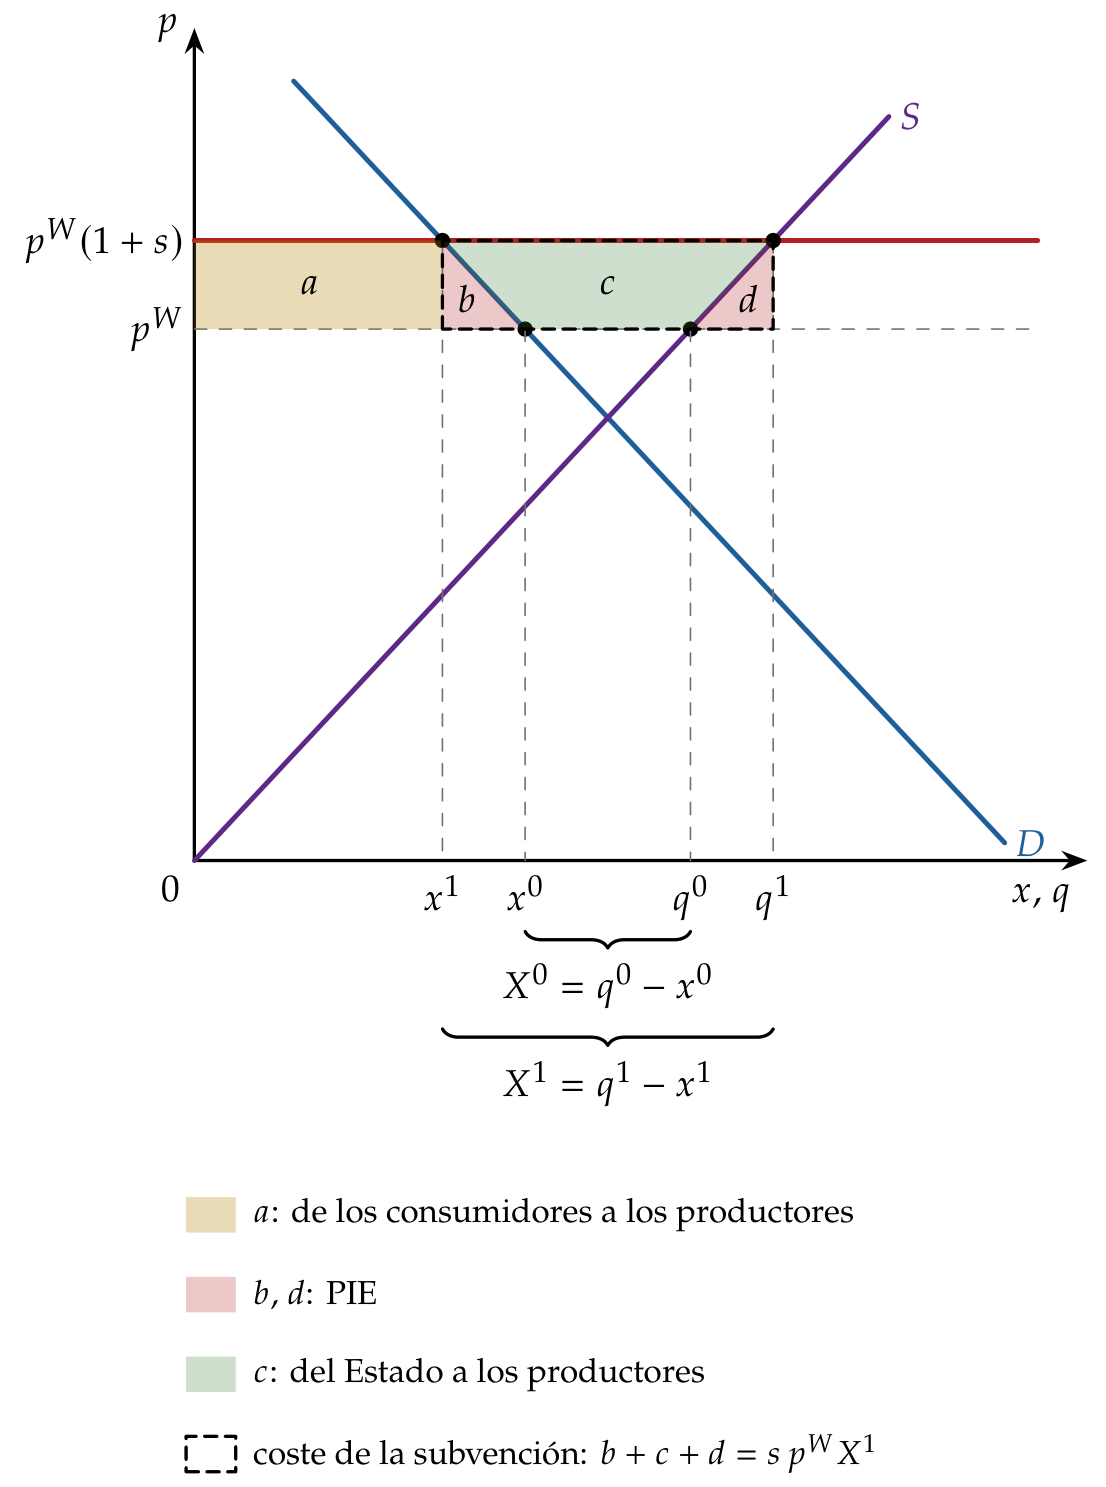 p
S
p^W(1 + s)
a
b
c
d
p^W
D
0
x^1
x^0
q^0
q^1
x, q
X^0 = q^0 − x^0
X^1 = q^1 − x^1
a: de los consumidores a los productores
b, d: PIE
c: del Estado a los productores
coste de la subvención: b + c + d = s p^W X^1